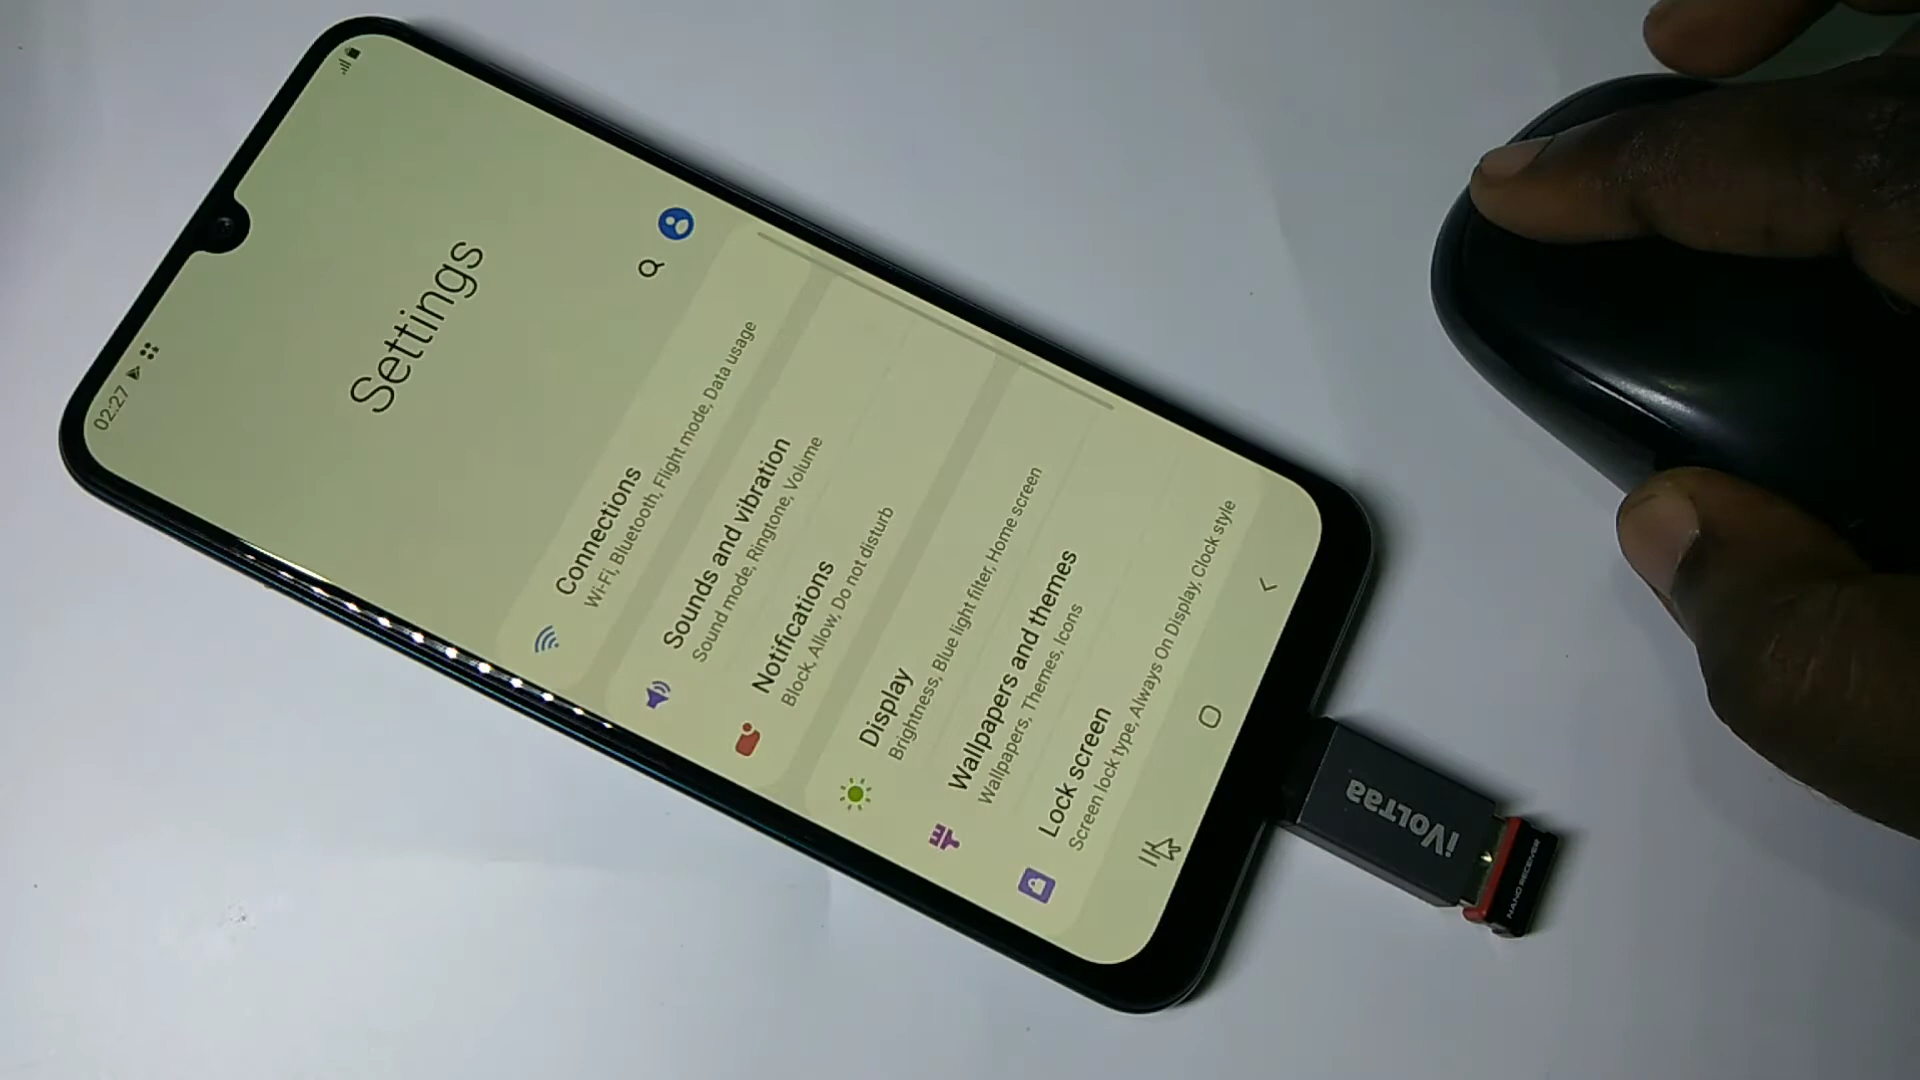 02:27
Settings
Connections
Wi-Fi, Bluetooth, Flight mode, Data usage
Sounds and vibration
Sound mode, Ringtone, Volume
Notifications
Block, Allow, Do not disturb
Display
Brightness, Blue light filter, Home screen
Wallpapers and themes
Wallpapers, Themes, Icons
Lock screen
Screen lock type, Always On Display, Clock style
iVOLTAA
NANO RECEIVER